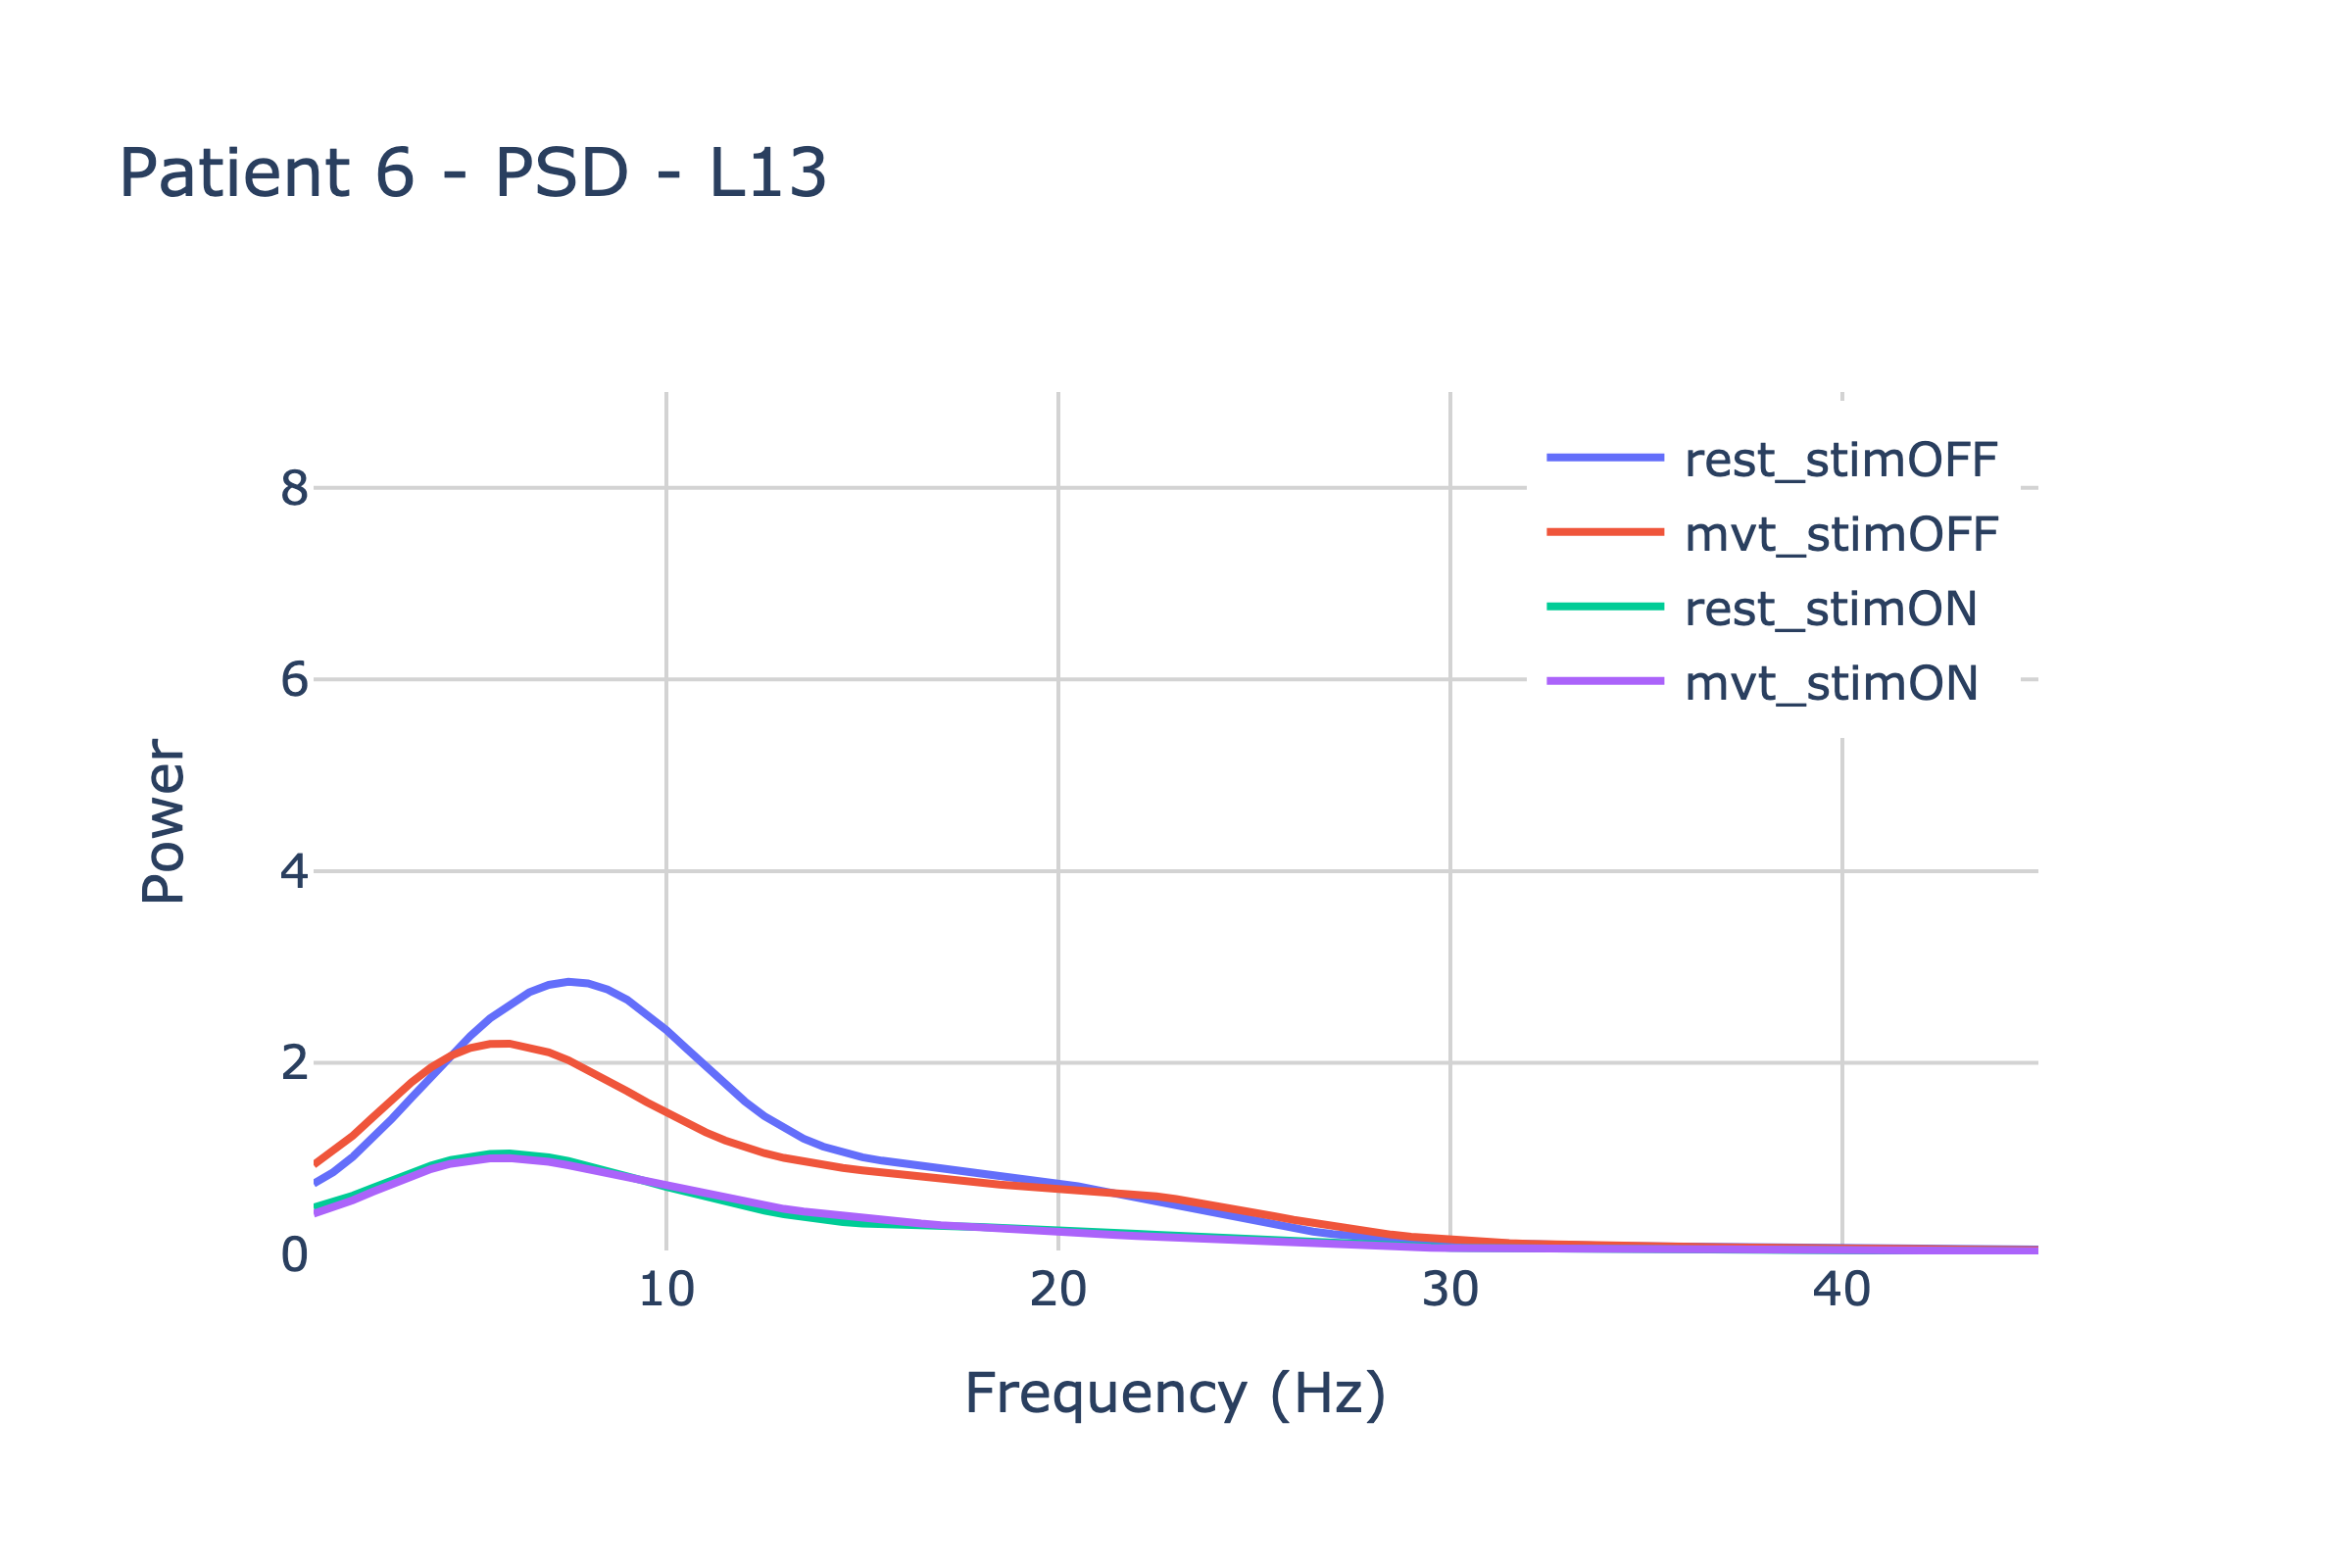 Patient 6 - PSD - L13
rest_stimOFF
mvt_stimOFF
rest_stimON
mvt_stimON
8
6
4
2
0
Power
10 20 30 40
Frequency (Hz)